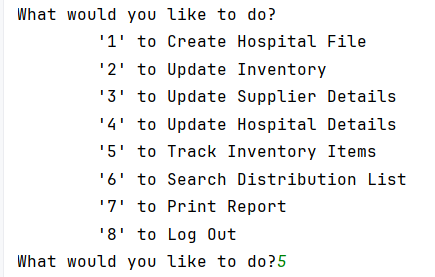 What would you like to do?
'1' to Create Hospital File
'2' to Update Inventory
'3' to Update Supplier Details
'4' to Update Hospital Details
'5' to Track Inventory Items
'6' to Search Distribution List
'7' to Print Report
'8' to Log Out
What would you like to do?5